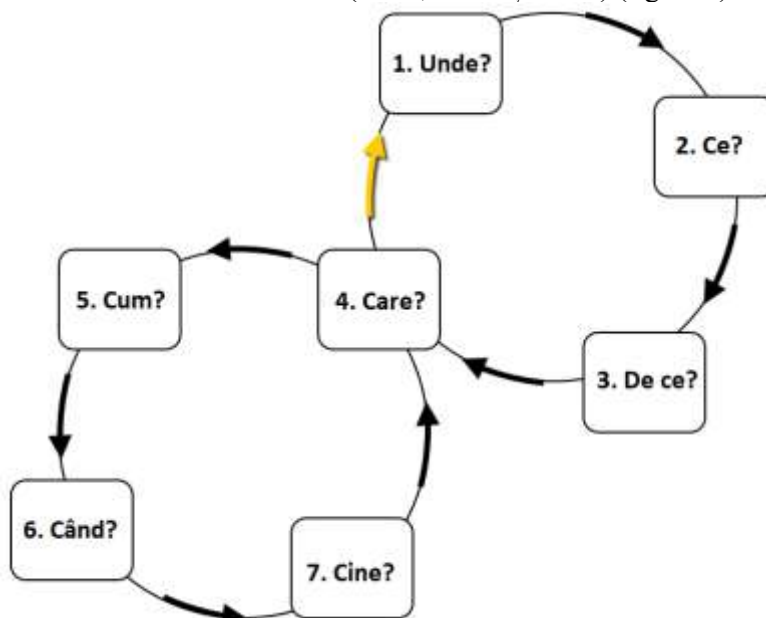 1. Unde?
2. Ce?
3. De ce?
4. Care?
5. Cum?
6. Când?
7. Cine?